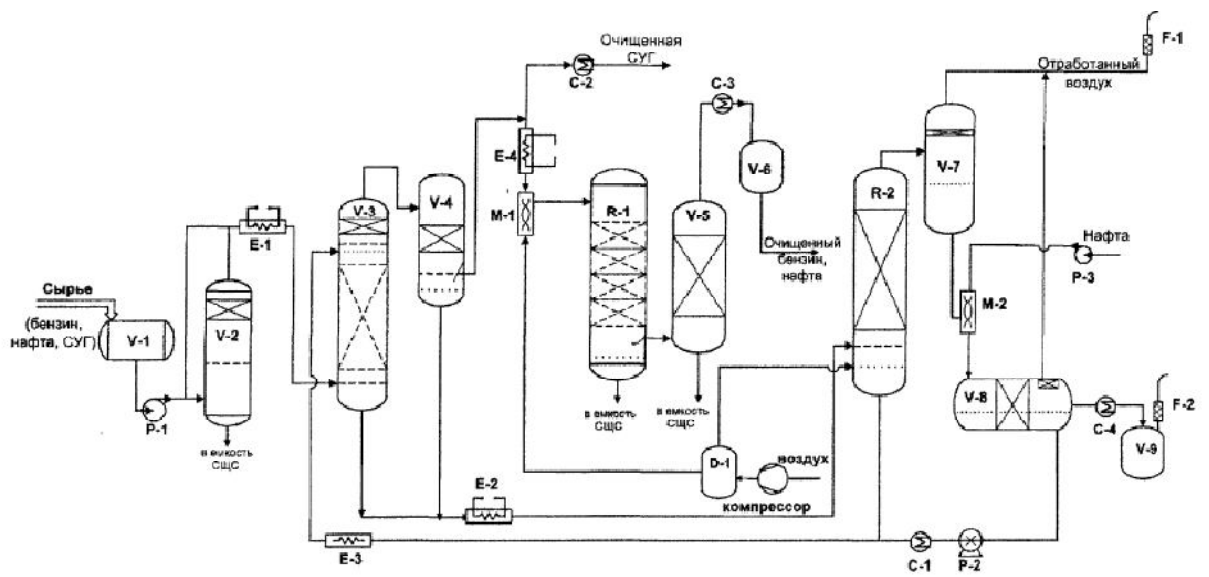 Очищенная
СУГ
C-2
C-3
F-1
Отработанный
воздух
E-4
V-6
V-7
V-3
V-4
R-2
M-1
R-1
V-5
E-1
Очищенный
бензин,
нафта
Нафта
P-3
M-2
Сырье
(бензин,
нафта, СУГ)
V-1
V-2
P-1
в емкость
СЩС
в емкость
СЩС
в емкость
СЩС
V-8
F-2
C-4
V-9
D-1
воздух
компрессор
E-2
E-3
C-1
P-2